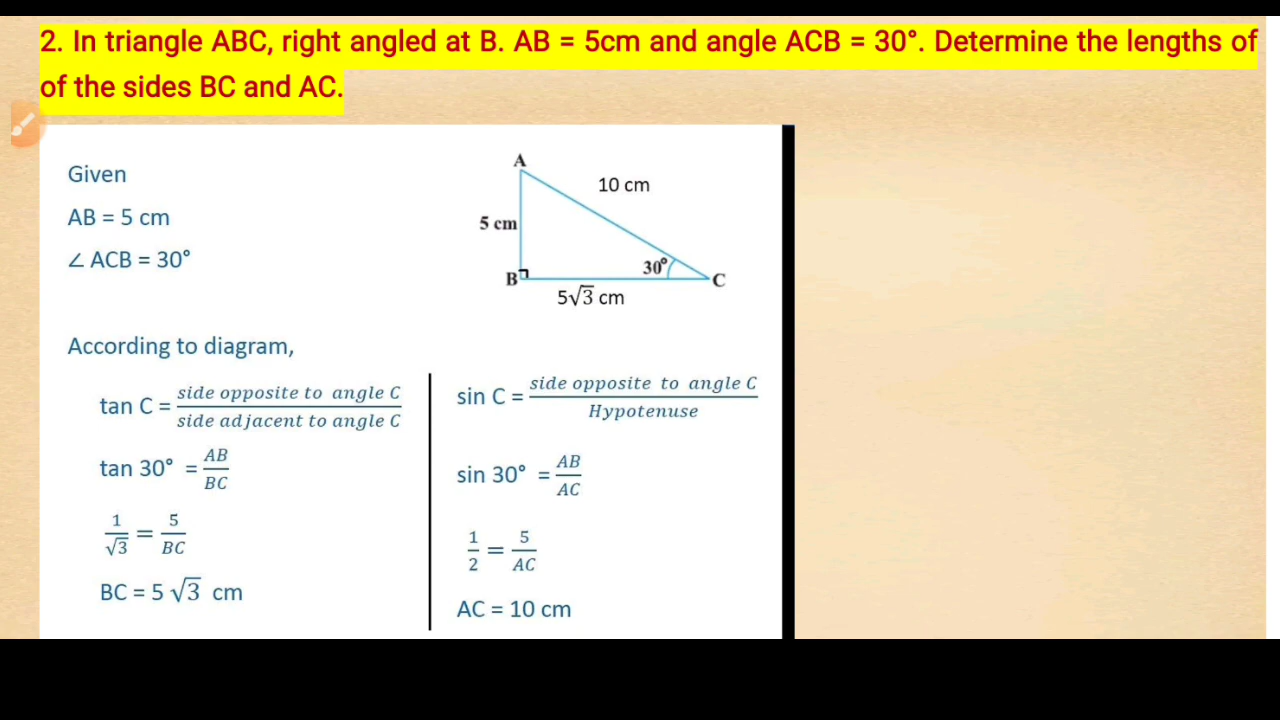 2. In triangle ABC, right angled at B. AB = 5cm and angle ACB = 30°. Determine the lengths of
of the sides BC and AC.
Given
AB = 5 cm
∠ ACB = 30°
A
10 cm
5 cm
30°
B
C
5√3 cm
According to diagram,
tan C = side opposite to angle C / side adjacent to angle C
tan 30° = AB / BC
1 / √3 = 5 / BC
BC = 5 √3 cm
sin C = side opposite to angle C / Hypotenuse
sin 30° = AB / AC
1 / 2 = 5 / AC
AC = 10 cm